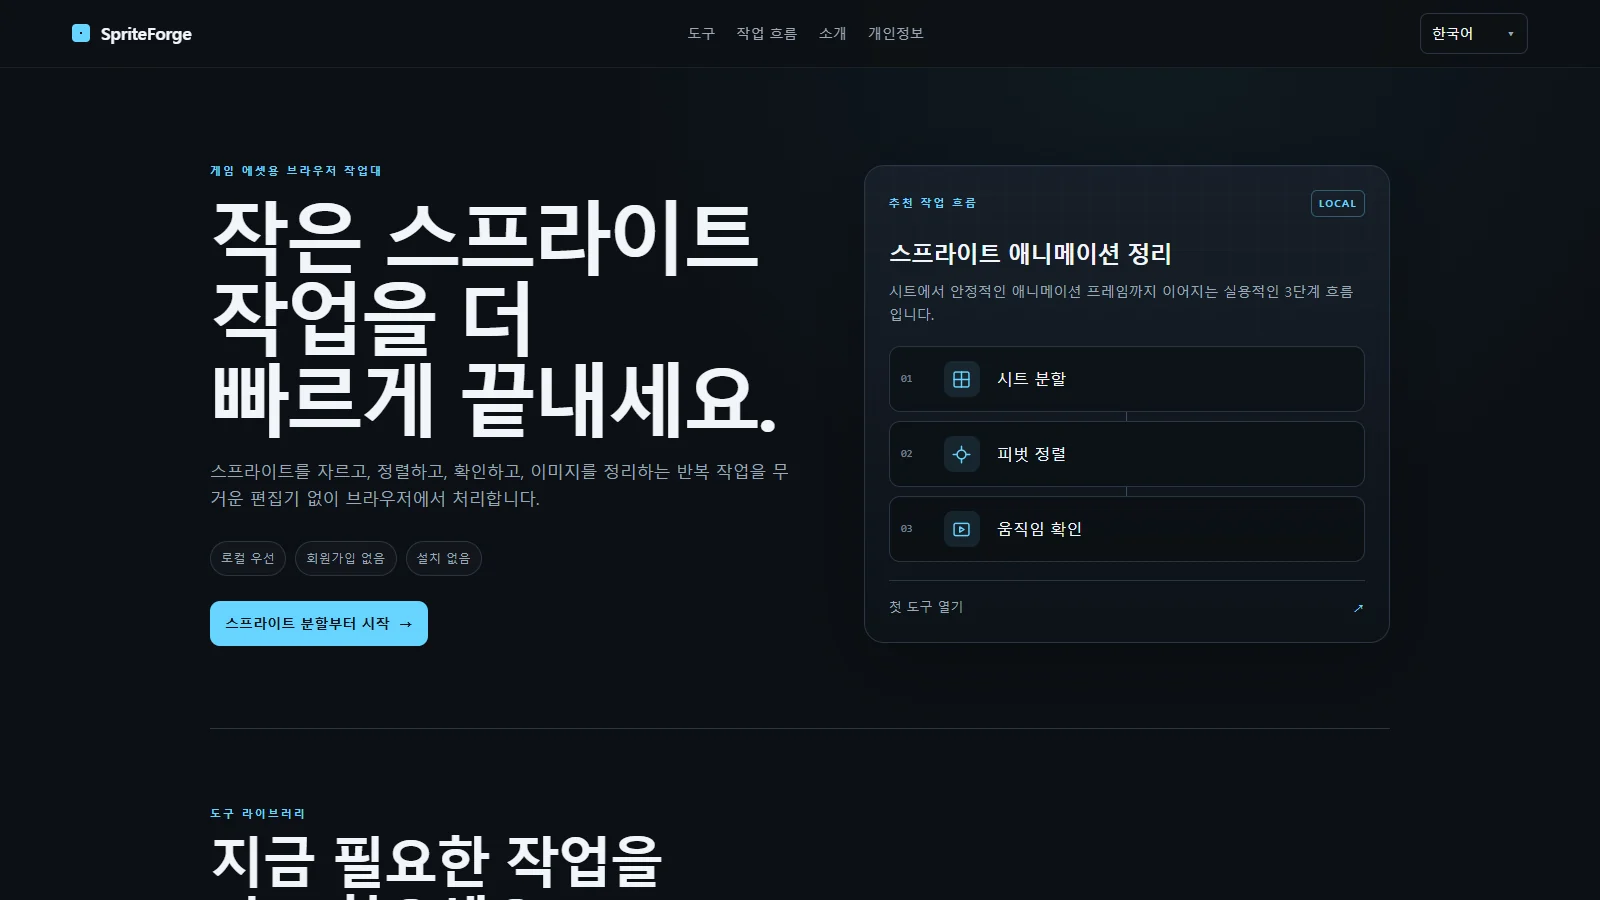 SpriteForge
도구 작업 흐름 소개 개인정보
한국어
게임 에셋용 브라우저 작업대
작은 스프라이트
작업을 더
빠르게 끝내세요.
스프라이트를 자르고, 정렬하고, 확인하고, 이미지를 정리하는 반복 작업을 무
거운 편집기 없이 브라우저에서 처리합니다.
로컬 우선 회원가입 없음 설치 없음
스프라이트 분할부터 시작 →
추천 작업 흐름
LOCAL
스프라이트 애니메이션 정리
시트에서 안정적인 애니메이션 프레임까지 이어지는 실용적인 3단계 흐름
입니다.
01 시트 분할
02 피벗 정렬
03 움직임 확인
첫 도구 열기 ↗
도구 라이브러리
지금 필요한 작업을